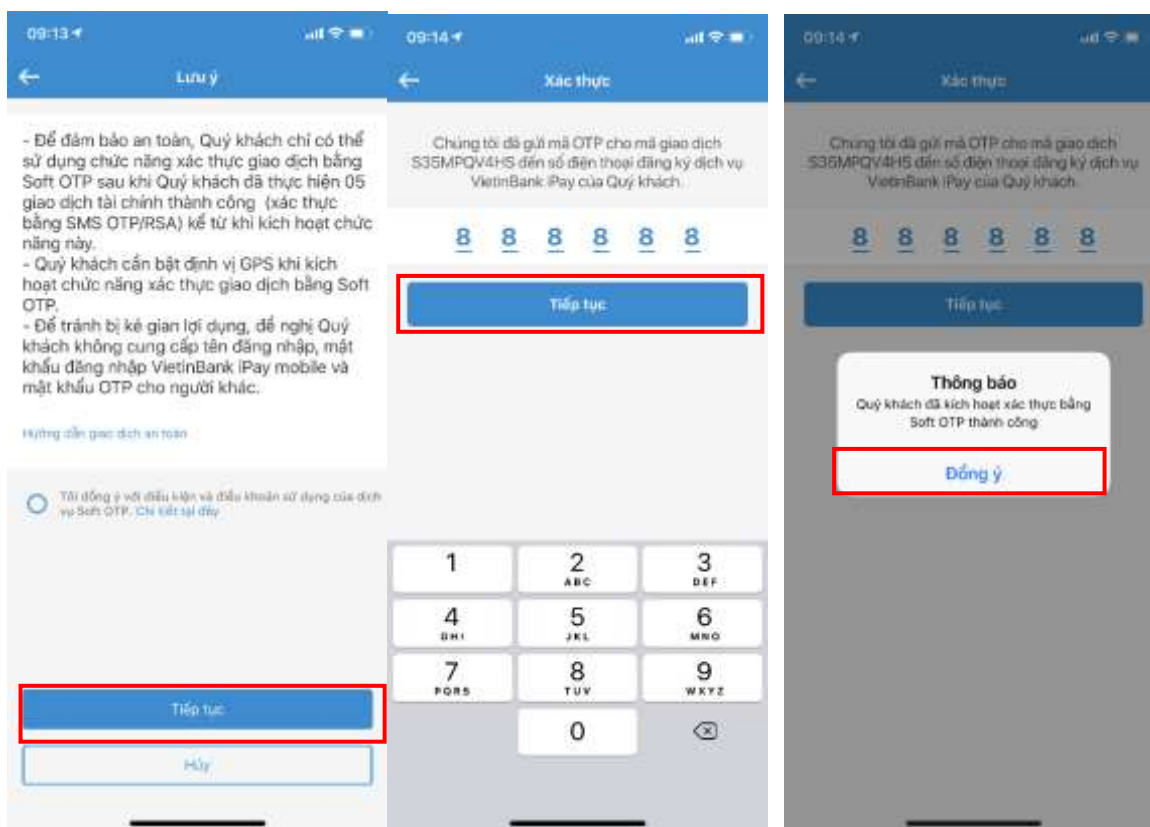 09:13
Lưu ý
- Để đảm bảo an toàn, Quý khách chỉ có thể
sử dụng chức năng xác thực giao dịch bằng
Soft OTP sau khi Quý khách đã thực hiện 05
giao dịch tài chính thành công (xác thực
bằng SMS OTP/RSA) kể từ khi kích hoạt chức
năng này.
- Quý khách cần bật định vị GPS khi kích
hoạt chức năng xác thực giao dịch bằng Soft
OTP.
- Để tránh bị kẻ gian lợi dụng, đề nghị Quý
khách không cung cấp tên đăng nhập, mật
khẩu đăng nhập VietinBank iPay mobile và
mật khẩu OTP cho người khác.
Hướng dẫn giao dịch an toàn
Tôi đồng ý với điều kiện và điều khoản sử dụng của dịch
vụ Soft OTP. Chi tiết tại đây
Tiếp tục
Hủy
09:14
Xác thực
Chúng tôi đã gửi mã OTP cho mã giao dịch
S35MPQV4HS đến số điện thoại đăng ký dịch vụ
VietinBank iPay của Quý khách.
8 8 8 8 8 8
Tiếp tục
1 2 3
ABC DEF
4 5 6
GHI JKL MNO
7 8 9
PQRS TUV WXYZ
0
09:14
Xác thực
Chúng tôi đã gửi mã OTP cho mã giao dịch
S35MPQV4HS đến số điện thoại đăng ký dịch vụ
VietinBank iPay của Quý khách.
8 8 8 8 8 8
Tiếp tục
Thông báo
Quý khách đã kích hoạt xác thực bằng
Soft OTP thành công
Đồng ý